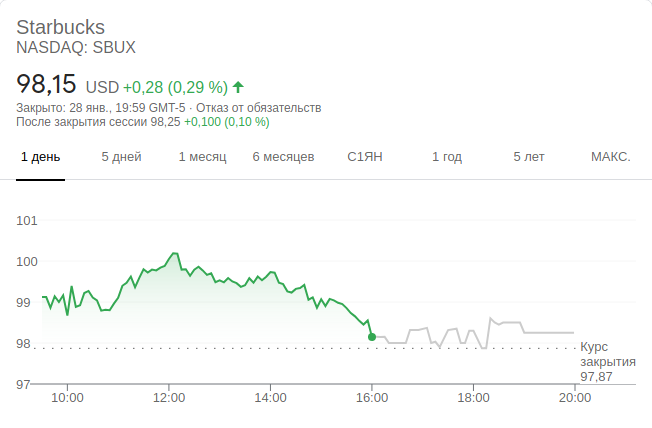 Starbucks
NASDAQ: SBUX
98,15 USD +0,28 (0,29 %)
Закрыто: 28 янв., 19:59 GMT-5 · Отказ от обязательств
После закрытия сессии 98,25 +0,100 (0,10 %)
1 день 5 дней 1 месяц 6 месяцев С1ЯН 1 год 5 лет МАКС.
101
100
99
98
Курс
закрытия
97,87
97
10:00 12:00 14:00 16:00 18:00 20:00